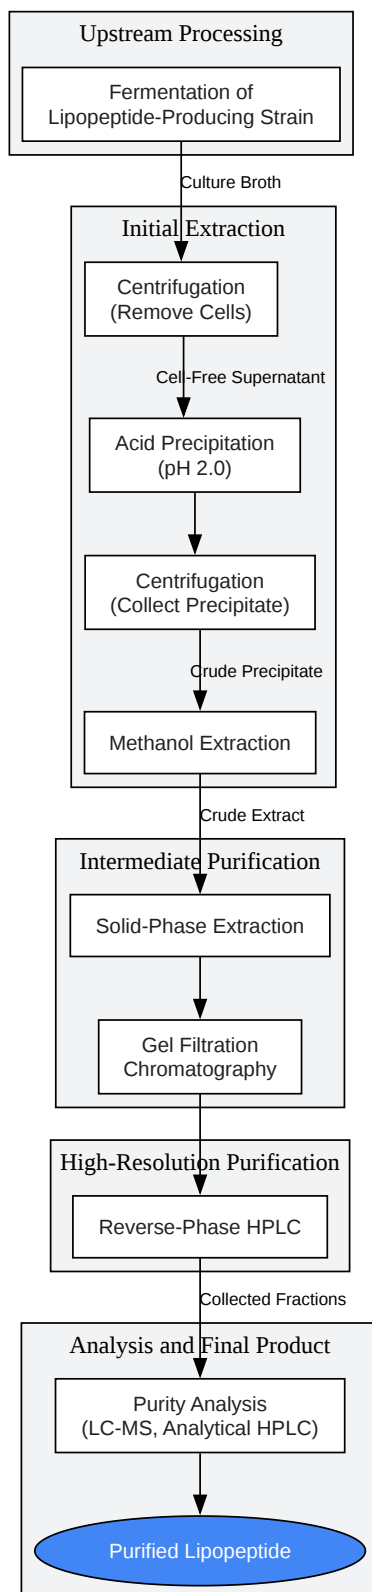 Upstream Processing
Fermentation of
Lipopeptide-Producing Strain
Culture Broth
Initial Extraction
Centrifugation
(Remove Cells)
Cell-Free Supernatant
Acid Precipitation
(pH 2.0)
Centrifugation
(Collect Precipitate)
Crude Precipitate
Methanol Extraction
Crude Extract
Intermediate Purification
Solid-Phase Extraction
Gel Filtration
Chromatography
High-Resolution Purification
Reverse-Phase HPLC
Collected Fractions
Analysis and Final Product
Purity Analysis
(LC-MS, Analytical HPLC)
Purified Lipopeptide